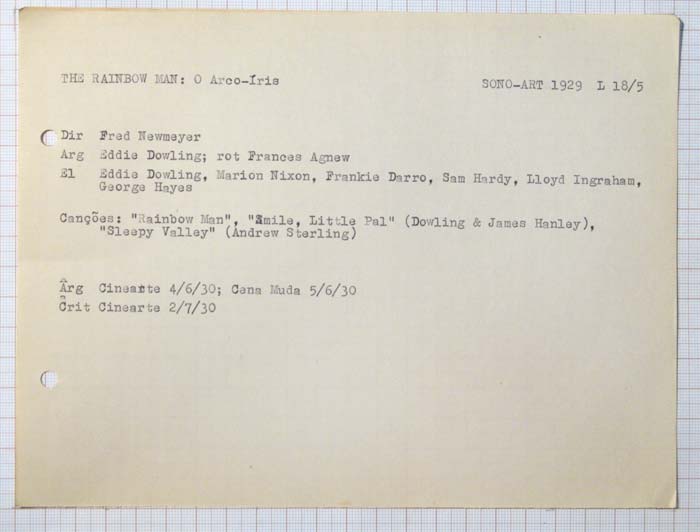 THE RAINBOW MAN: O Arco-Íris SONO-ART 1929 L 18/5
Dir Fred Newmeyer
Arg Eddie Dowling; rot Frances Agnew
El Eddie Dowling, Marion Nixon, Frankie Darro, Sam Hardy, Lloyd Ingraham,
George Hayes
Canções: "Rainbow Man", "Smile, Little Pal" (Dowling & James Hanley),
"Sleepy Valley" (Andrew Sterling)
Arg Cinearte 4/6/30; Cena Muda 5/6/30
Crit Cinearte 2/7/30